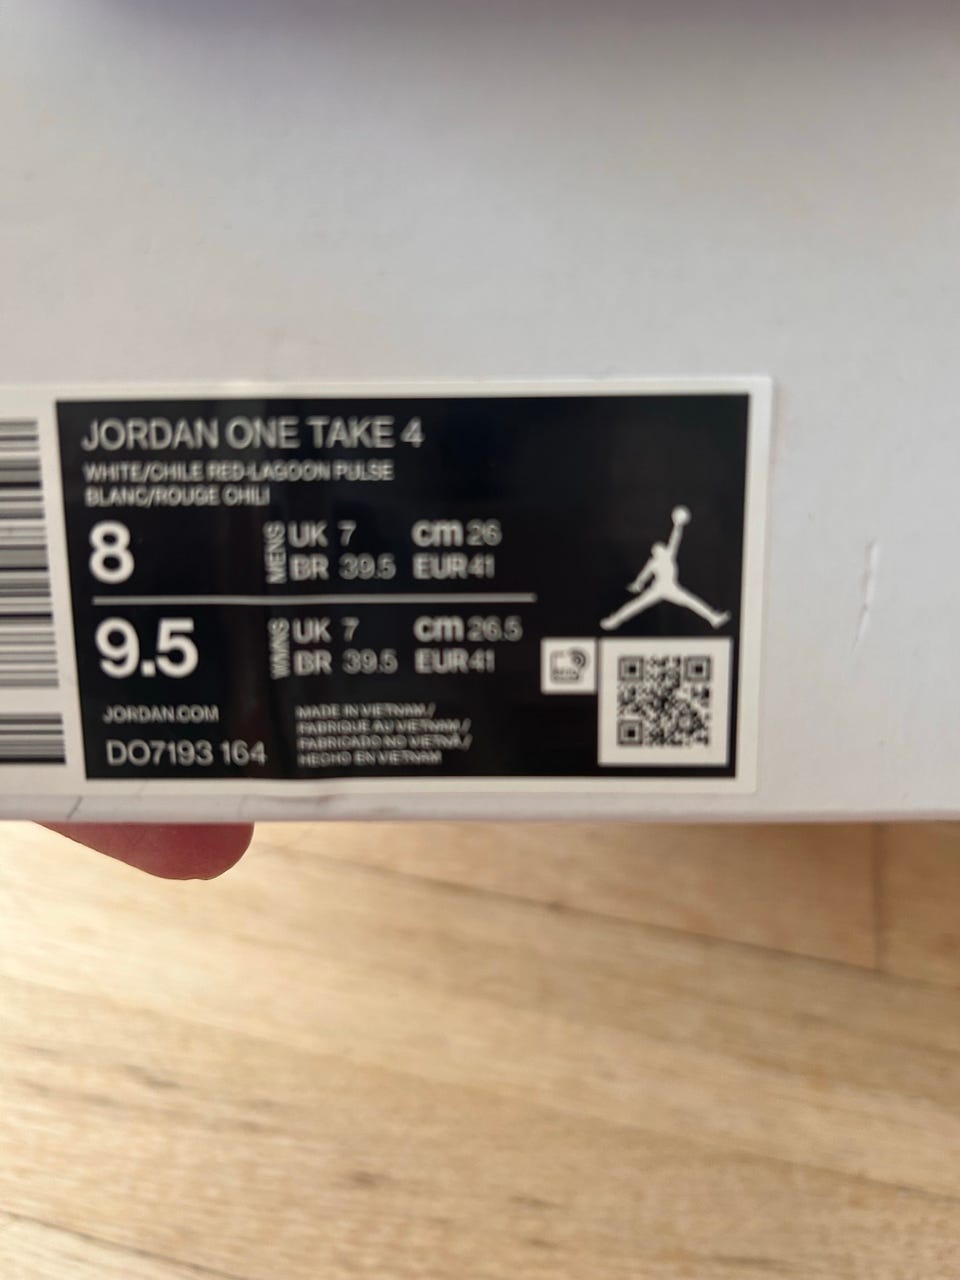 JORDAN ONE TAKE 4
WHITE/CHILE RED-LAGOON PULSE
BLANC/ROUGE CHILI
8 MENS UK 7 cm 26
BR 39.5 EUR 41
9.5 WMNS UK 7 cm 26.5
BR 39.5 EUR 41
JORDAN.COM
DO7193 164
MADE IN VIETNAM /
FABRIQUE AU VIETNAM /
FABRICADO NO VIETNÃ /
HECHO EN VIETNAM